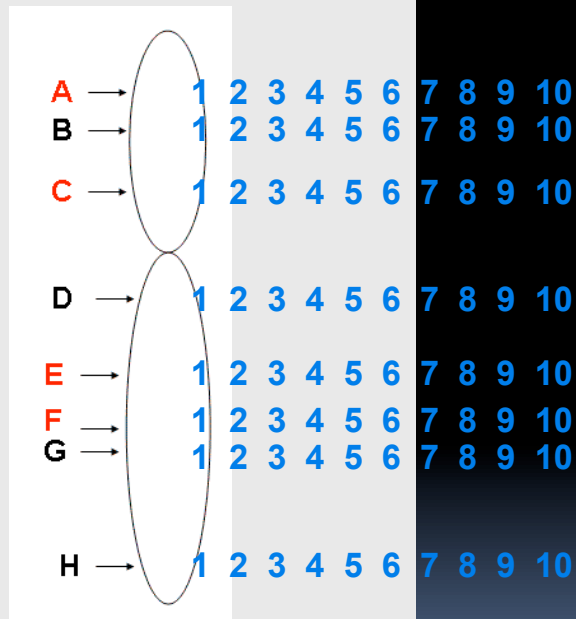 A 1 2 3 4 5 6 7 8 9 10
B 1 2 3 4 5 6 7 8 9 10
C 1 2 3 4 5 6 7 8 9 10
D 1 2 3 4 5 6 7 8 9 10
E 1 2 3 4 5 6 7 8 9 10
F 1 2 3 4 5 6 7 8 9 10
G 1 2 3 4 5 6 7 8 9 10
H 1 2 3 4 5 6 7 8 9 10